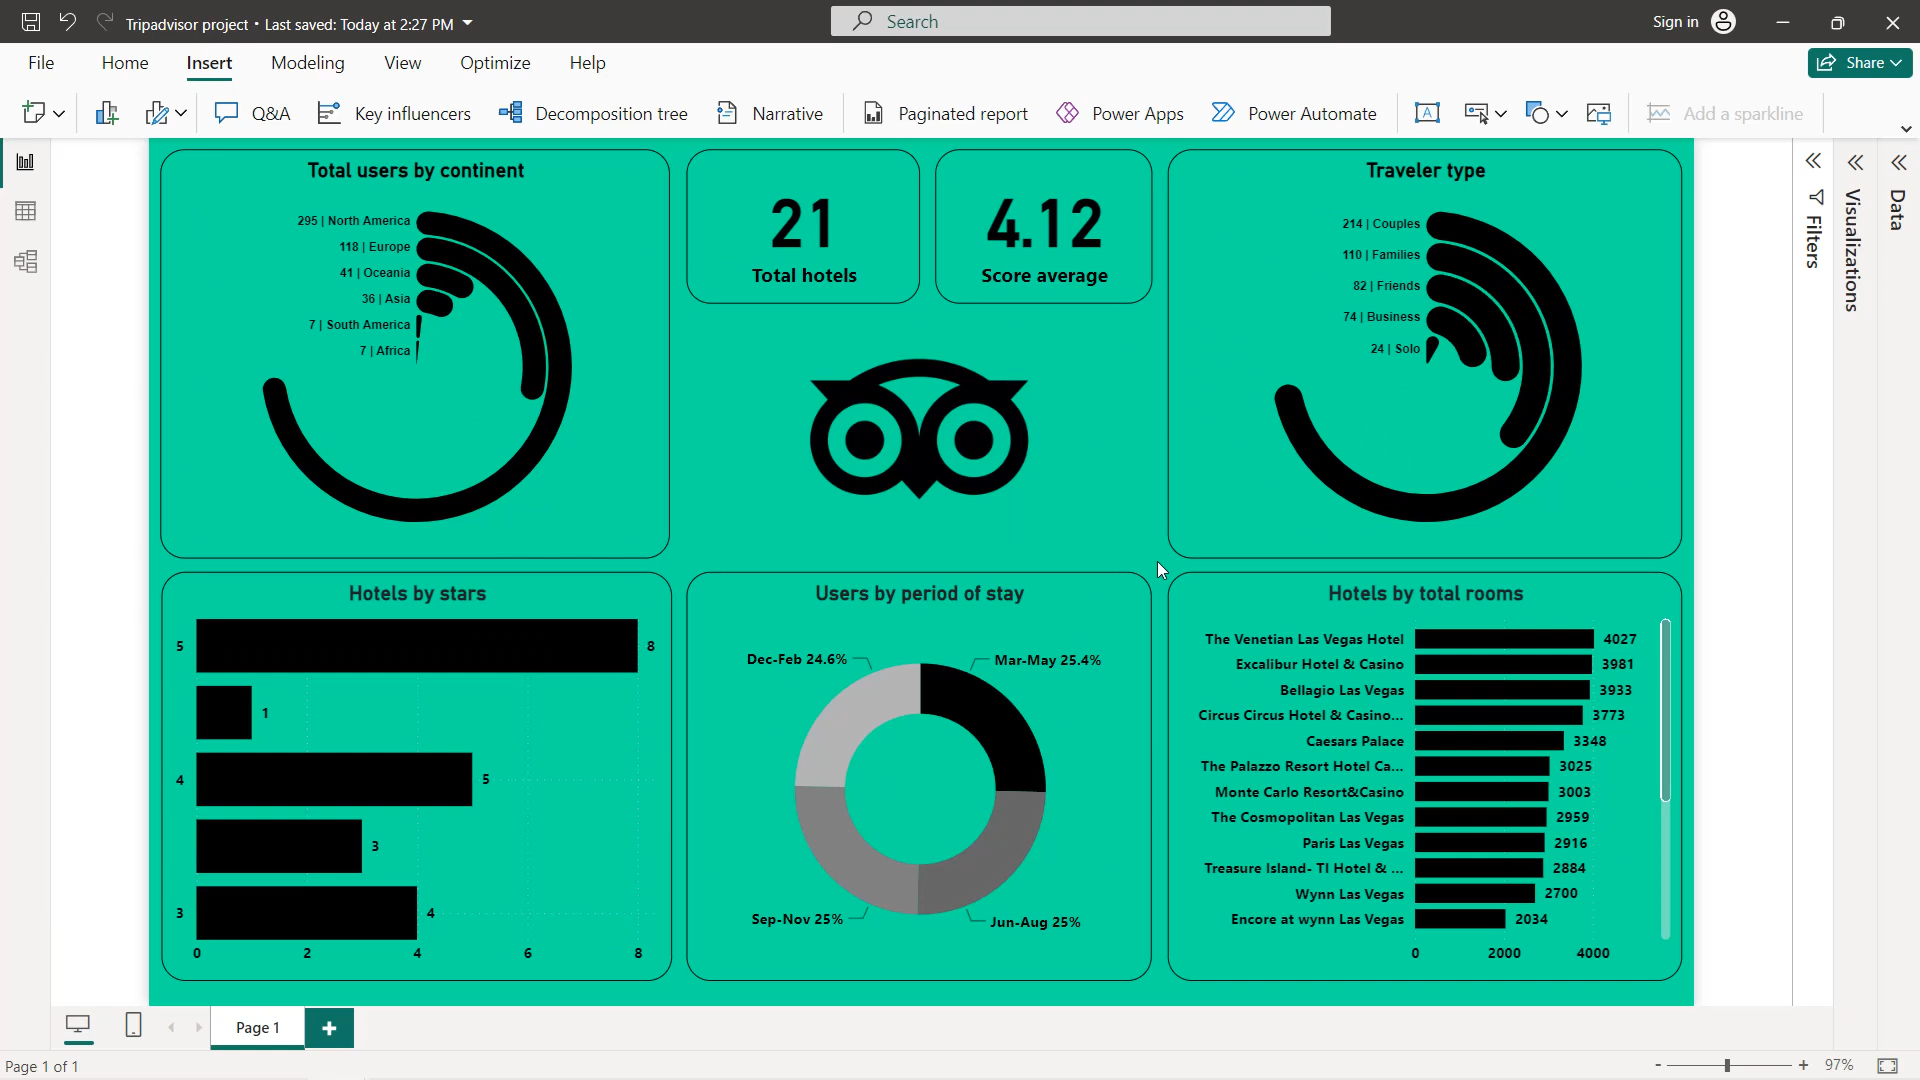 Tripadvisor project • Last saved: Today at 2:27 PM
Search
Sign in
File
Home
Insert
Modeling
View
Optimize
Help
Share
Q&A
Key influencers
Decomposition tree
Narrative
Paginated report
Power Apps
Power Automate
A
Add a sparkline
Total users by continent
295 | North America
118 | Europe
41 | Oceania
36 | Asia
7 | South America
7 | Africa
21
Total hotels
4.12
Score average
Traveler type
214 | Couples
110 | Families
82 | Friends
74 | Business
24 | Solo
Filters
Visualizations
Data
Hotels by stars
5
8
1
4
5
3
3
4
0
2
4
6
8
Users by period of stay
Dec-Feb 24.6%
Mar-May 25.4%
Sep-Nov 25%
Jun-Aug 25%
Hotels by total rooms
The Venetian Las Vegas Hotel 4027
Excalibur Hotel & Casino 3981
Bellagio Las Vegas 3933
Circus Circus Hotel & Casino... 3773
Caesars Palace 3348
The Palazzo Resort Hotel Ca... 3025
Monte Carlo Resort&Casino 3003
The Cosmopolitan Las Vegas 2959
Paris Las Vegas 2916
Treasure Island- TI Hotel & ... 2884
Wynn Las Vegas 2700
Encore at wynn Las Vegas 2034
0
2000
4000
Page 1
Page 1 of 1
97%